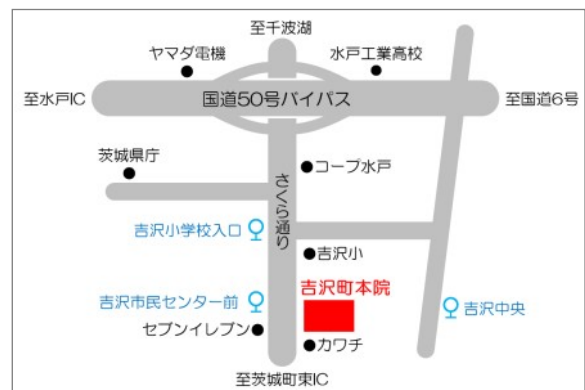 至千波湖
ヤマダ電機
水戸工業高校
至水戸IC
国道50号バイパス
至国道6号
茨城県庁
コープ水戸
さくら通り
吉沢小学校入口
吉沢小
吉沢町本院
吉沢市民センター前
吉沢中央
セブンイレブン
カワチ
至茨城町東IC